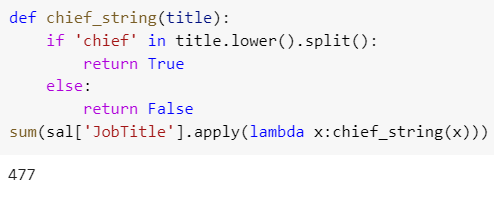 def chief_string(title):
    if 'chief' in title.lower().split():
        return True
    else:
        return False
sum(sal['JobTitle'].apply(lambda x:chief_string(x)))
477